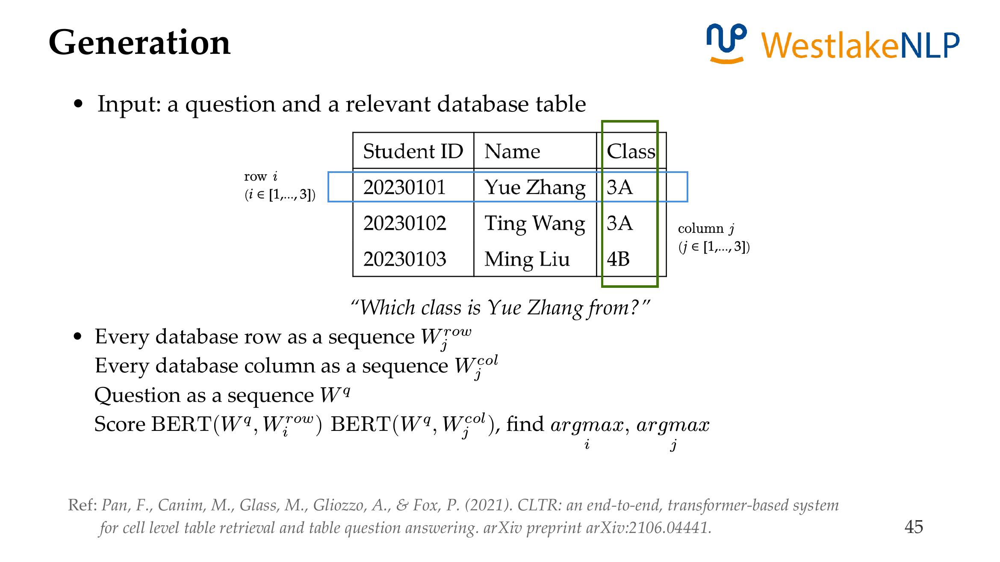 Generation
WestlakeNLP
• Input: a question and a relevant database table
Student ID Name Class
row i
(i ∈ [1,..., 3])
20230101 Yue Zhang 3A
20230102 Ting Wang 3A
column j
(j ∈ [1,..., 3])
20230103 Ming Liu 4B
“Which class is Yue Zhang from?”
• Every database row as a sequence $W_j^{row}$
Every database column as a sequence $W_j^{col}$
Question as a sequence $W^q$
Score BERT$(W^q, W_i^{row})$ BERT$(W^q, W_j^{col})$, find $\underset{i}{argmax}$, $\underset{j}{argmax}$
Ref: Pan, F., Canim, M., Glass, M., Gliozzo, A., & Fox, P. (2021). CLTR: an end-to-end, transformer-based system
for cell level table retrieval and table question answering. arXiv preprint arXiv:2106.04441.
45